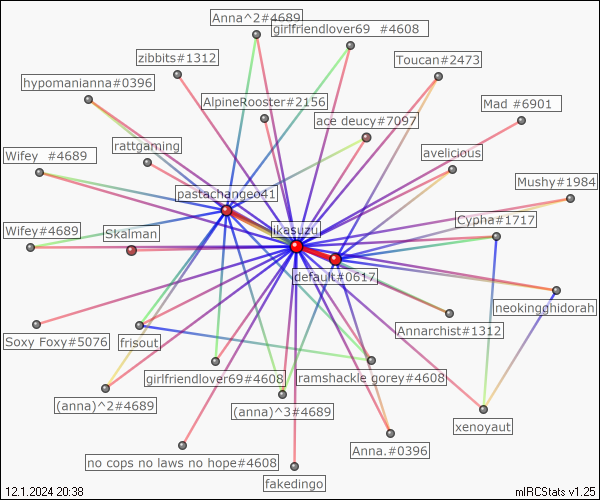 Anna^2#4689
girlfriendlover69 #4608
zibbits#1312
Toucan#2473
hypomanianna#0396
AlpineRooster#2156
Mad #6901
ace deucy#7097
rattgaming
Wifey #4689
avelicious
Mushy#1984
pastachangeo41
Cypha#1717
Wifey#4689
Skalman
ikasuzu
default#0617
neokingghidorah
Annarchist#1312
Soxy Foxy#5076
frisout
girlfriendlover69#4608
ramshackle gorey#4608
(anna)^2#4689
(anna)^3#4689
xenoyaut
Anna.#0396
no cops no laws no hope#4608
fakedingo
12.1.2024 20:38
mIRCStats v1.25